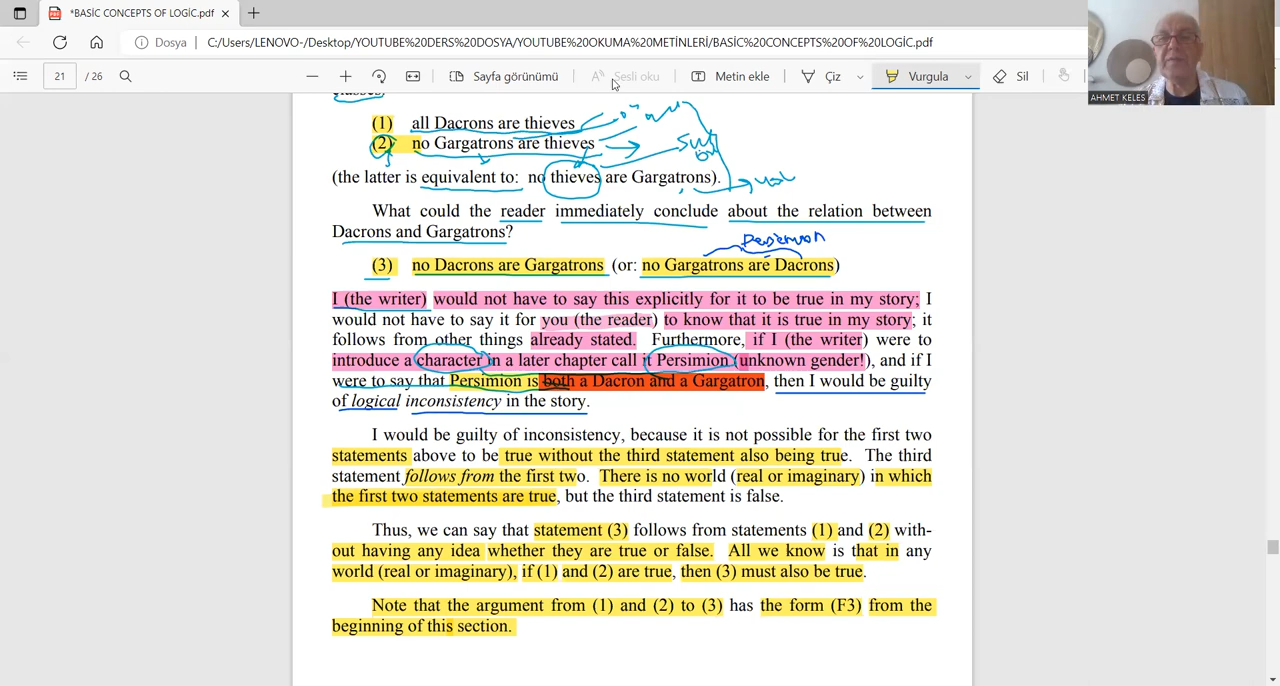 *BASİC CONCEPTS OF LOGİC.pdf
Dosya C:/Users/LENOVO-/Desktop/YOUTUBE%20DERS%20DOSYA/YOUTUBE%20OKUMA%20METİNLERİ/BASİC%20CONCEPTS%20OF%20LOGİC.pdf
21 / 26 Sayfa görünümü Sesli oku Metin ekle Çiz Vurgula Sil
AHMET KELES
classes)
(1) all Dacrons are thieves
(2) no Gargatrons are thieves
(the latter is equivalent to: no thieves are Gargatrons).
What could the reader immediately conclude about the relation between
Dacrons and Gargatrons?
Persimion
(3) no Dacrons are Gargatrons (or: no Gargatrons are Dacrons)
I (the writer) would not have to say this explicitly for it to be true in my story; I
would not have to say it for you (the reader) to know that it is true in my story; it
follows from other things already stated. Furthermore, if I (the writer) were to
introduce a character in a later chapter call it Persimion (unknown gender!), and if I
were to say that Persimion is both a Dacron and a Gargatron, then I would be guilty
of logical inconsistency in the story.
I would be guilty of inconsistency, because it is not possible for the first two
statements above to be true without the third statement also being true. The third
statement follows from the first two. There is no world (real or imaginary) in which
the first two statements are true, but the third statement is false.
Thus, we can say that statement (3) follows from statements (1) and (2) with-
out having any idea whether they are true or false. All we know is that in any
world (real or imaginary), if (1) and (2) are true, then (3) must also be true.
Note that the argument from (1) and (2) to (3) has the form (F3) from the
beginning of this section.